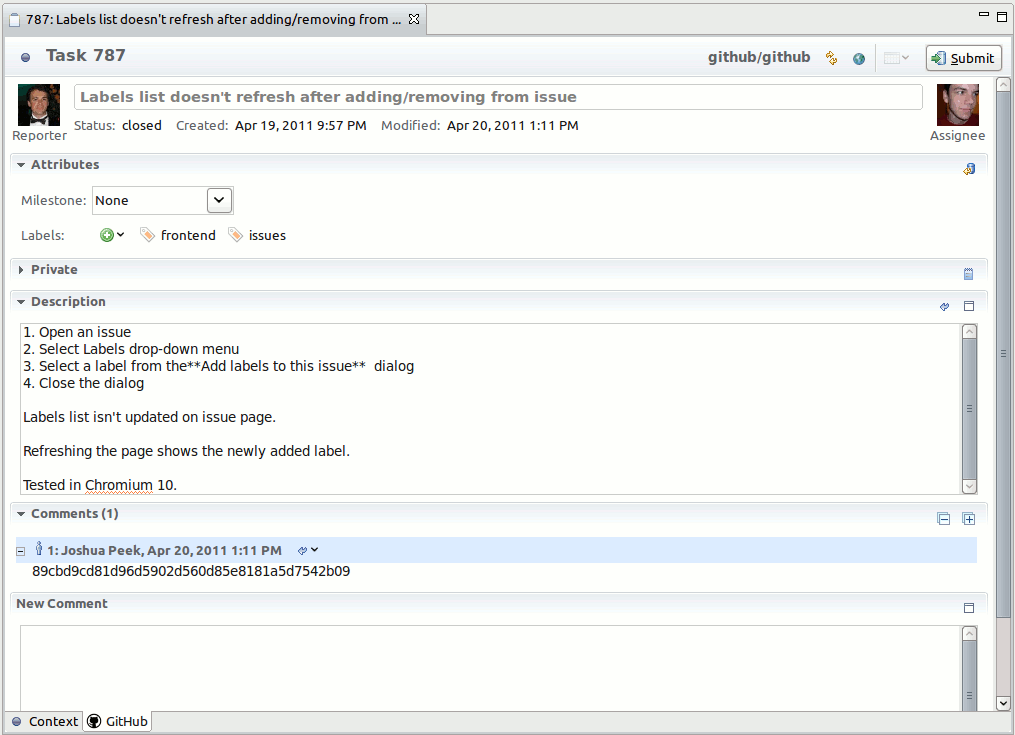 787: Labels list doesn't refresh after adding/removing from ...
Task 787
github/github
Submit
Labels list doesn't refresh after adding/removing from issue
Reporter
Status: closed Created: Apr 19, 2011 9:57 PM Modified: Apr 20, 2011 1:11 PM
Assignee
Attributes
Milestone: None
Labels: frontend issues
Private
Description
1. Open an issue
2. Select Labels drop-down menu
3. Select a label from the**Add labels to this issue**  dialog
4. Close the dialog
Labels list isn't updated on issue page.
Refreshing the page shows the newly added label.
Tested in Chromium 10.
Comments (1)
1: Joshua Peek, Apr 20, 2011 1:11 PM
89cbd9cd81d96d5902d560d85e8181a5d7542b09
New Comment
Context GitHub